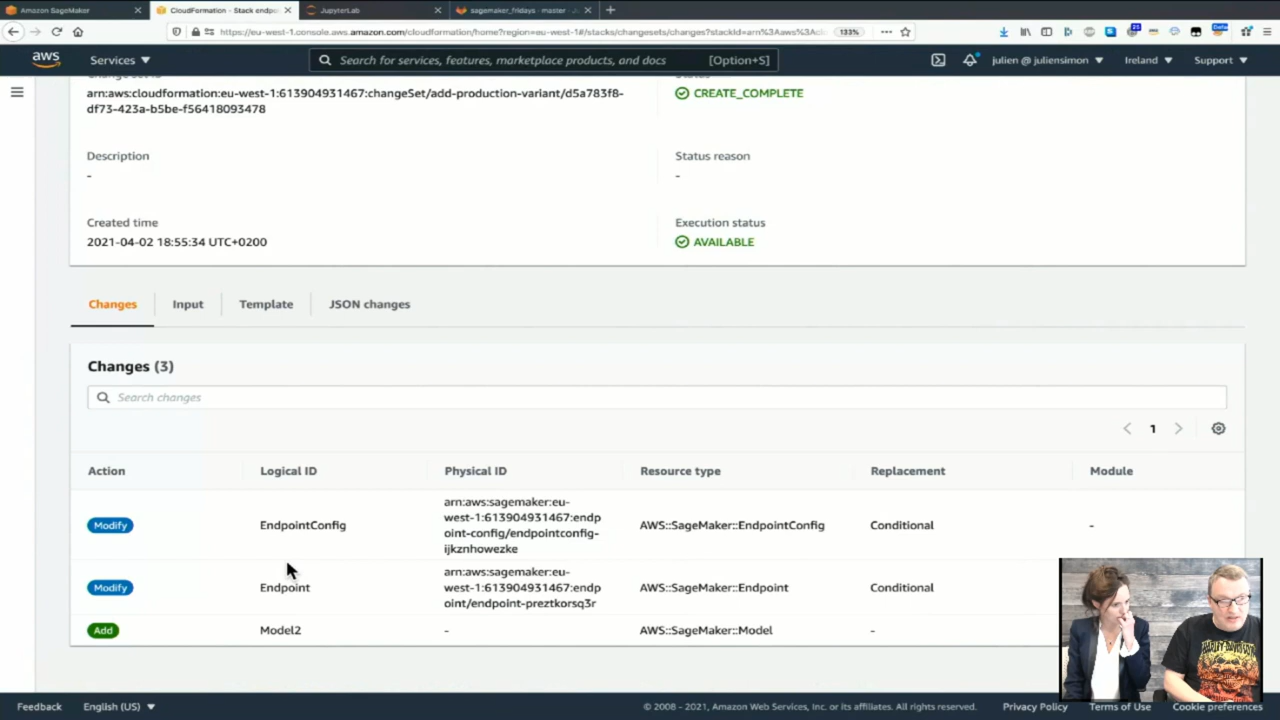 Amazon SageMaker
CloudFormation - Stack endpo
JupyterLab
sagemaker_fridays - master
https://eu-west-1.console.aws.amazon.com/cloudformation/home?region=eu-west-1#/stacks/changesets/changes?stackId=arn%3Aaws%3Acl
133%
aws
Services
Search for services, features, marketplace products, and docs
[Option+S]
julien @ juliensimon
Ireland
Support
arn:aws:cloudformation:eu-west-1:613904931467:changeSet/add-production-variant/d5a783f8-
df73-423a-b5be-f56418093478
CREATE_COMPLETE
Description
-
Status reason
-
Created time
2021-04-02 18:55:34 UTC+0200
Execution status
AVAILABLE
Changes
Input
Template
JSON changes
Changes (3)
Search changes
1
Action
Logical ID
Physical ID
Resource type
Replacement
Module
Modify
EndpointConfig
arn:aws:sagemaker:eu-
west-1:613904931467:endp
oint-config/endpointconfig-
ijkznhowezke
AWS::SageMaker::EndpointConfig
Conditional
-
Modify
Endpoint
arn:aws:sagemaker:eu-
west-1:613904931467:endp
oint/endpoint-preztkorsq3r
AWS::SageMaker::Endpoint
Conditional
Add
Model2
-
AWS::SageMaker::Model
-
Feedback
English (US)
© 2008 - 2021, Amazon Web Services, Inc. or its affiliates. All rights reserved.
Privacy Policy
Terms of Use
Cookie preferences